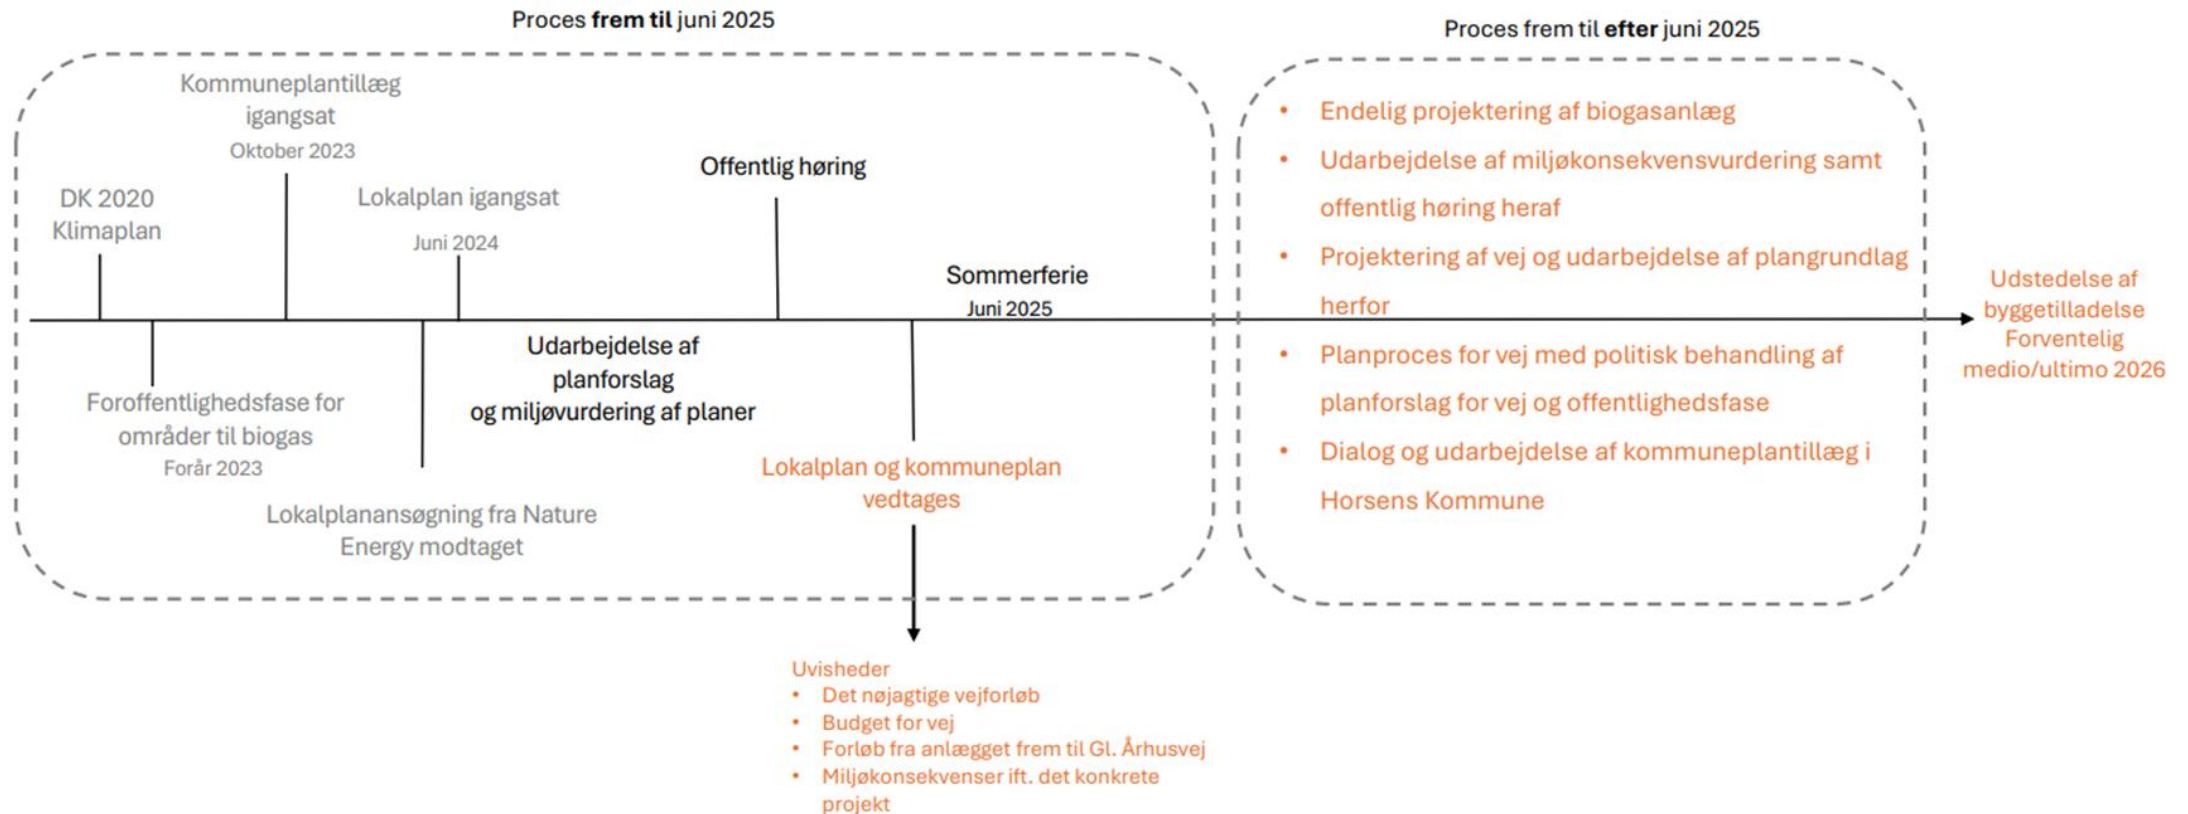 Proces frem til juni 2025
Kommuneplantillæg
igangsat
Oktober 2023
DK 2020
Klimaplan
Lokalplan igangsat
Juni 2024
Offentlig høring
Sommerferie
Juni 2025
Foroffentlighedsfase for
områder til biogas
Forår 2023
Udarbejdelse af
planforslag
og miljøvurdering af planer
Lokalplanansøgning fra Nature
Energy modtaget
Lokalplan og kommuneplan
vedtages
Uvisheder
• Det nøjagtige vejforløb
• Budget for vej
• Forløb fra anlægget frem til Gl. Århusvej
• Miljøkonsekvenser ift. det konkrete
projekt
Proces frem til efter juni 2025
• Endelig projektering af biogasanlæg
• Udarbejdelse af miljøkonsekvensvurdering samt
offentlig høring heraf
• Projektering af vej og udarbejdelse af plangrundlag
herfor
• Planproces for vej med politisk behandling af
planforslag for vej og offentlighedsfase
• Dialog og udarbejdelse af kommuneplantillæg i
Horsens Kommune
Udstedelse af
byggetilladelse
Forventelig
medio/ultimo 2026